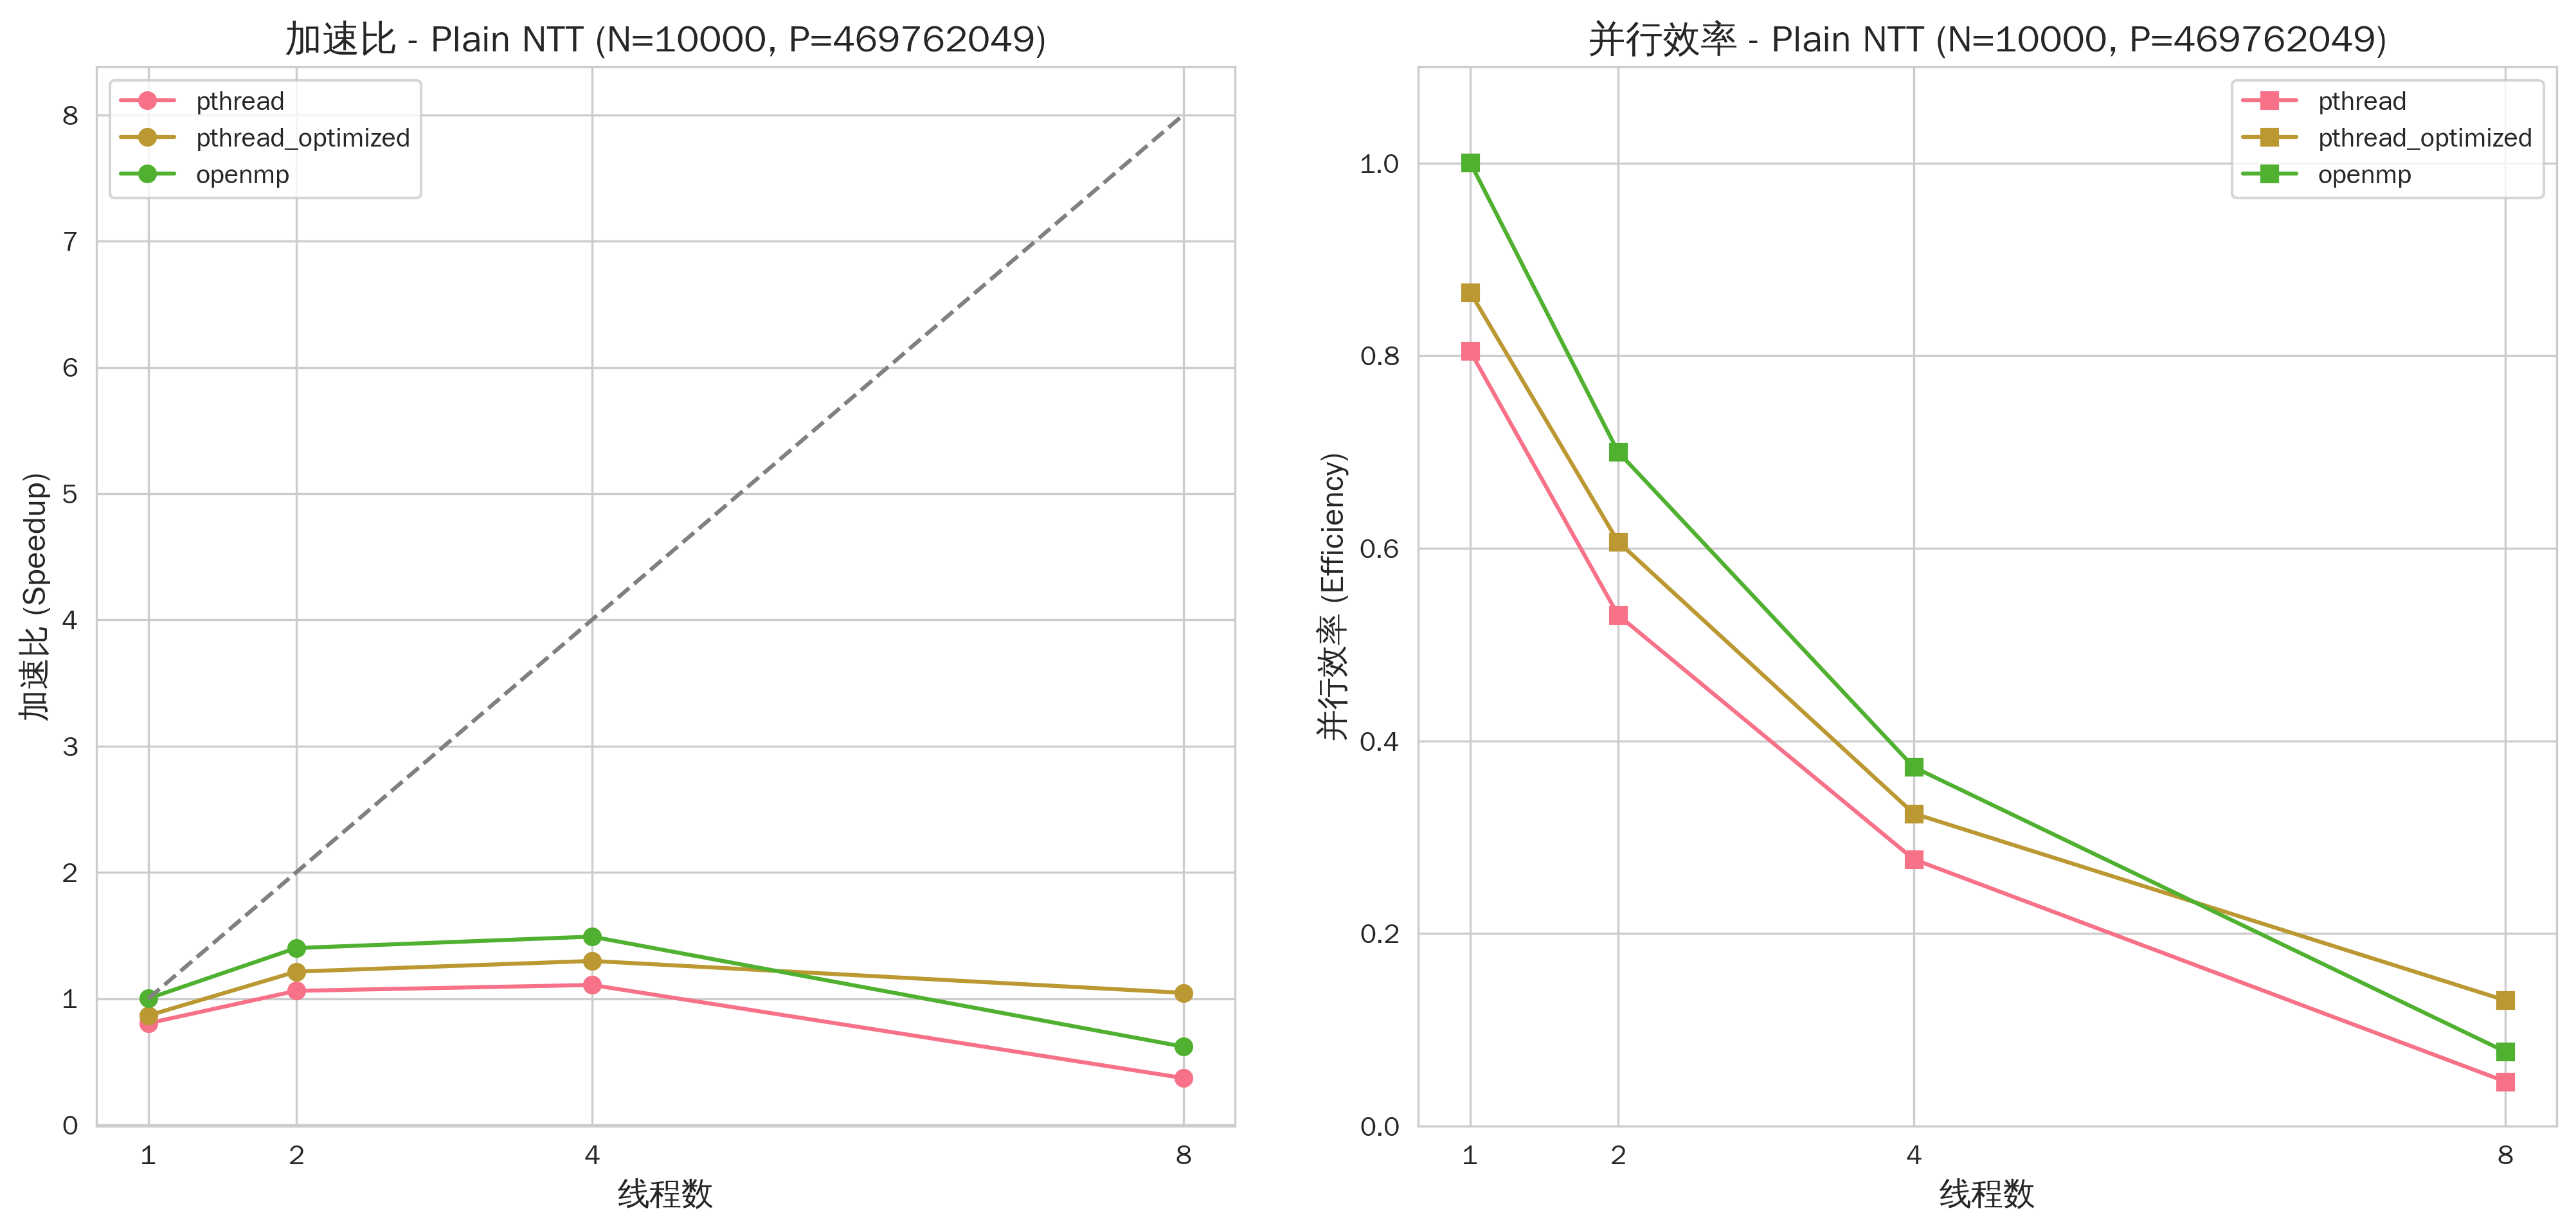 加速比 - Plain NTT (N=10000, P=469762049)
pthread
pthread_optimized
openmp
8
7
6
5
4
3
2
1
0
加速比 (Speedup)
1 2 4 8
线程数
并行效率 - Plain NTT (N=10000, P=469762049)
pthread
pthread_optimized
openmp
1.0
0.8
0.6
0.4
0.2
0.0
并行效率 (Efficiency)
1 2 4 8
线程数